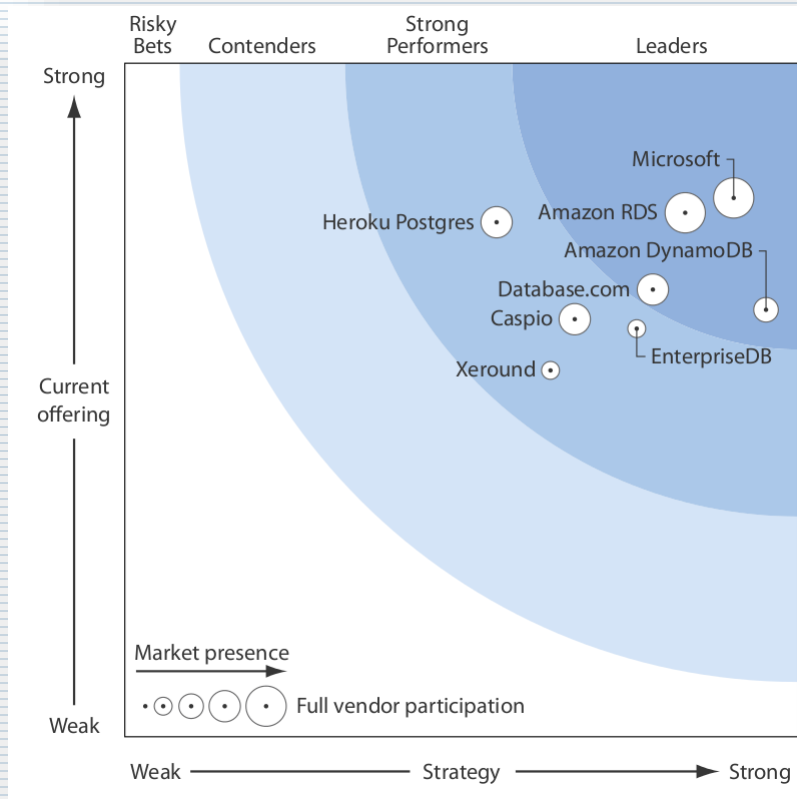 Risky
Bets
Contenders
Strong
Performers
Leaders
Strong
Microsoft
Amazon RDS
Heroku Postgres
Amazon DynamoDB
Database.com
Caspio
EnterpriseDB
Xeround
Current
offering
Market presence
Full vendor participation
Weak
Weak
Strategy
Strong